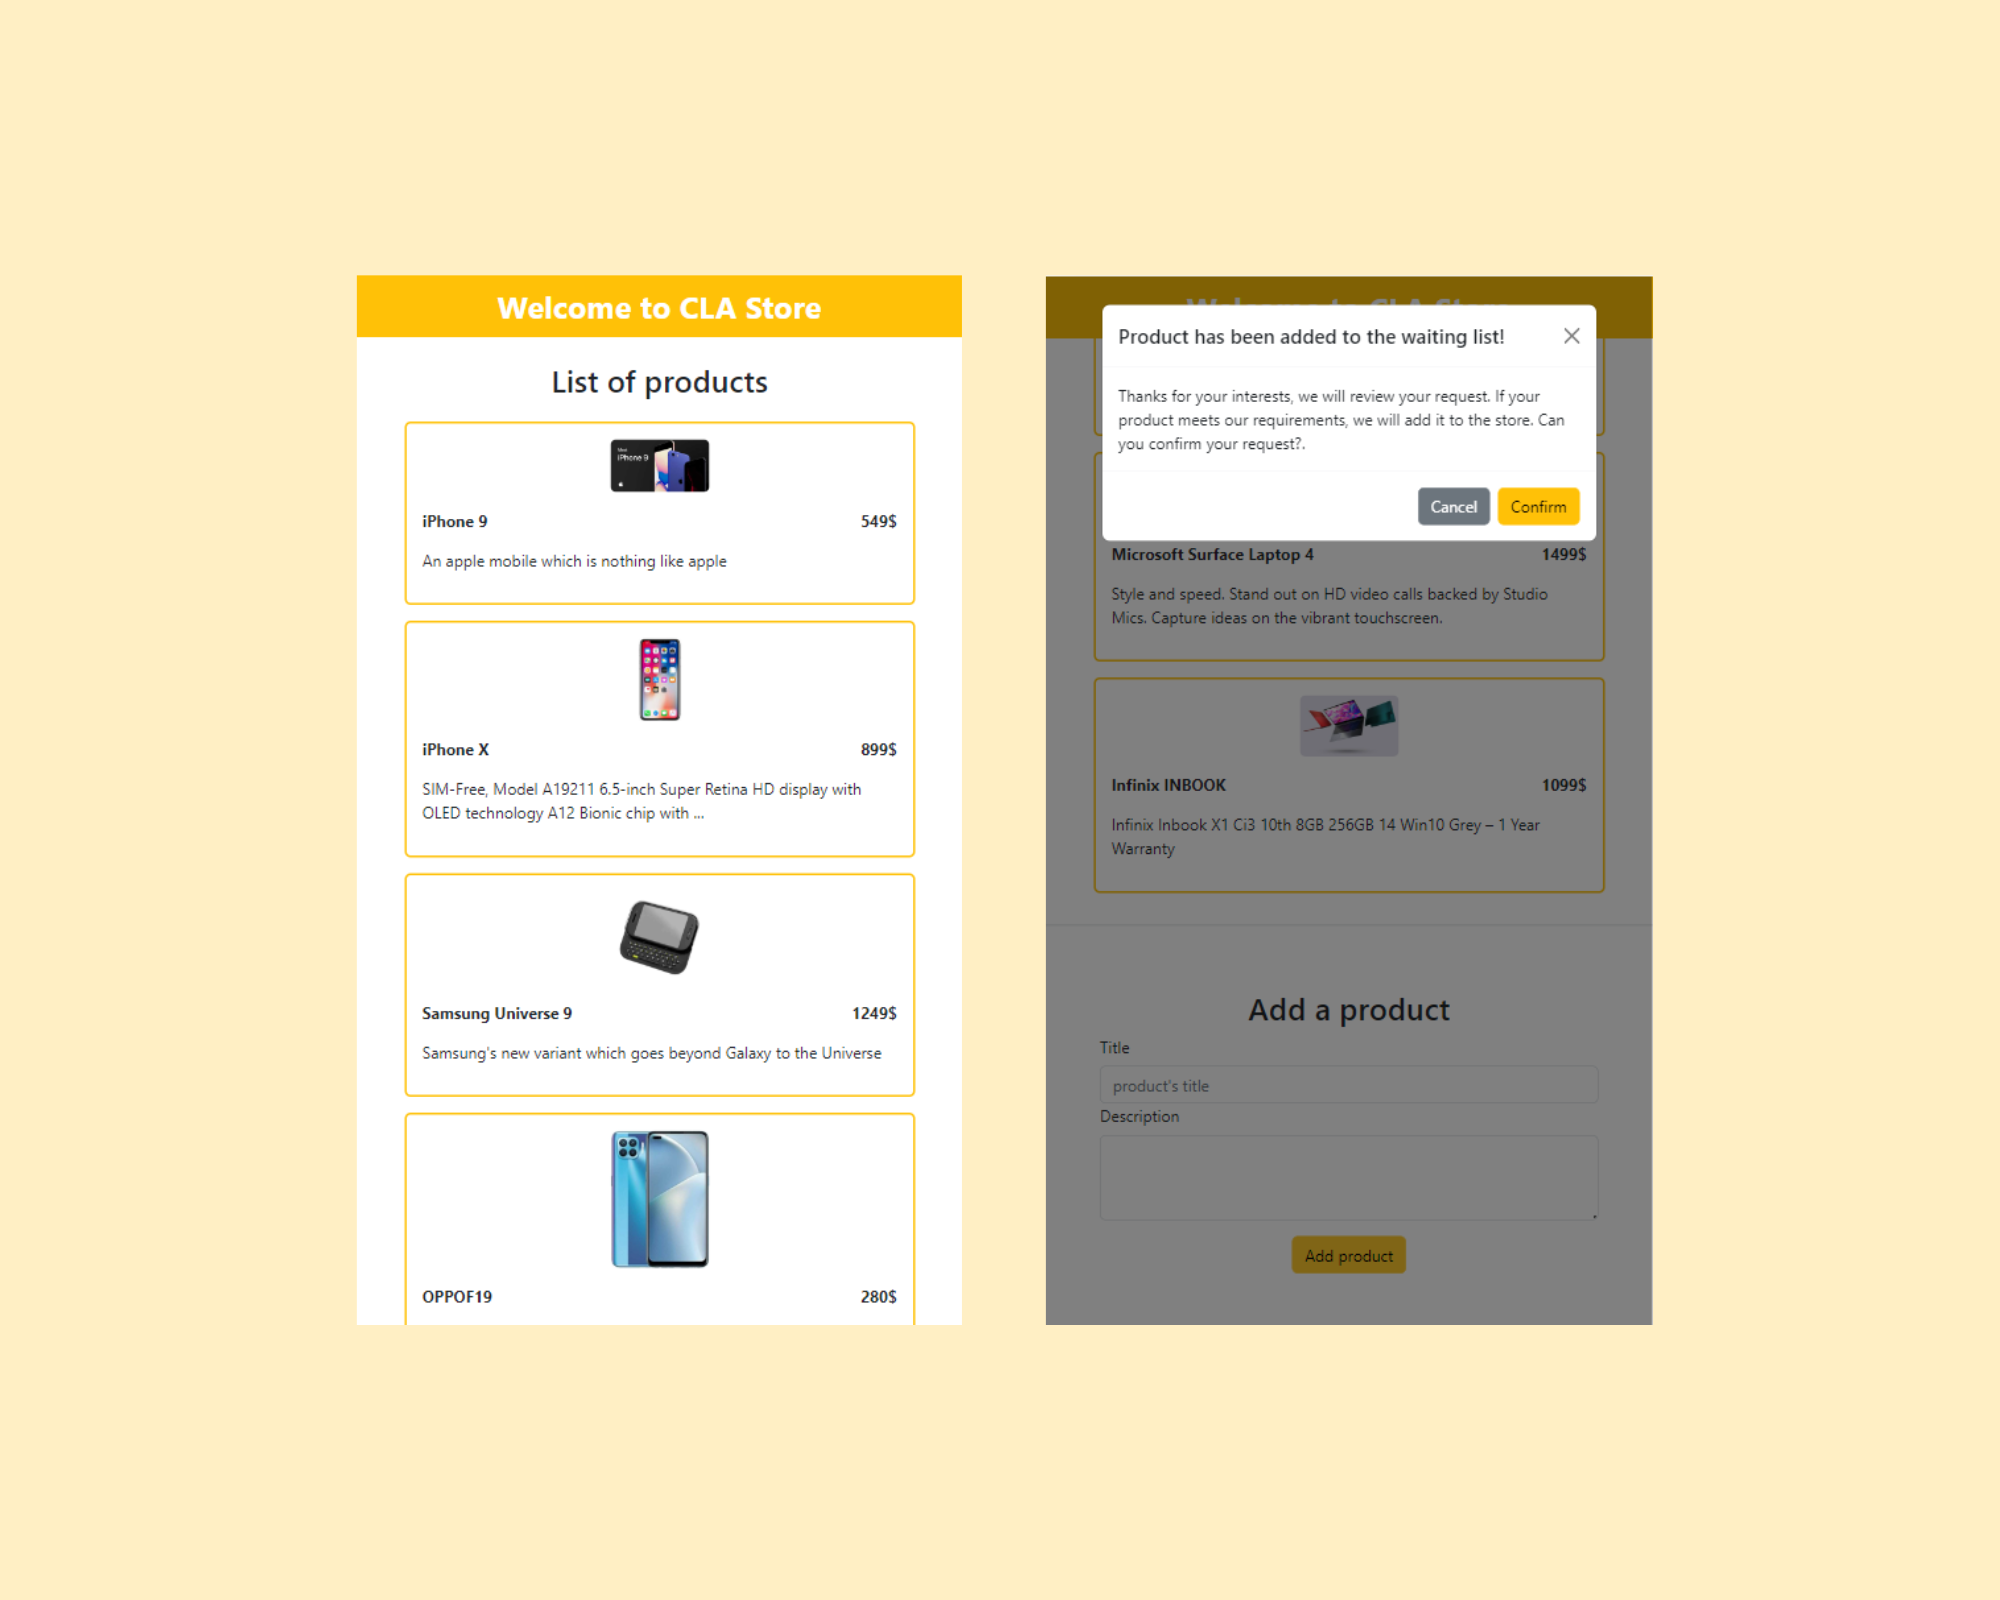 Welcome to CLA Store
List of products
iPhone 9
iPhone 9 549$
An apple mobile which is nothing like apple
iPhone X 899$
SIM-Free, Model A19211 6.5-inch Super Retina HD display with
OLED technology A12 Bionic chip with ...
Samsung Universe 9 1249$
Samsung's new variant which goes beyond Galaxy to the Universe
OPPOF19 280$
Welcome to CLA Store
Product has been added to the waiting list!
Thanks for your interests, we will review your request. If your
product meets our requirements, we will add it to the store. Can
you confirm your request?.
Cancel Confirm
Microsoft Surface Laptop 4 1499$
Style and speed. Stand out on HD video calls backed by Studio
Mics. Capture ideas on the vibrant touchscreen.
Infinix INBOOK 1099$
Infinix Inbook X1 Ci3 10th 8GB 256GB 14 Win10 Grey – 1 Year
Warranty
Add a product
Title
product's title
Description
Add product